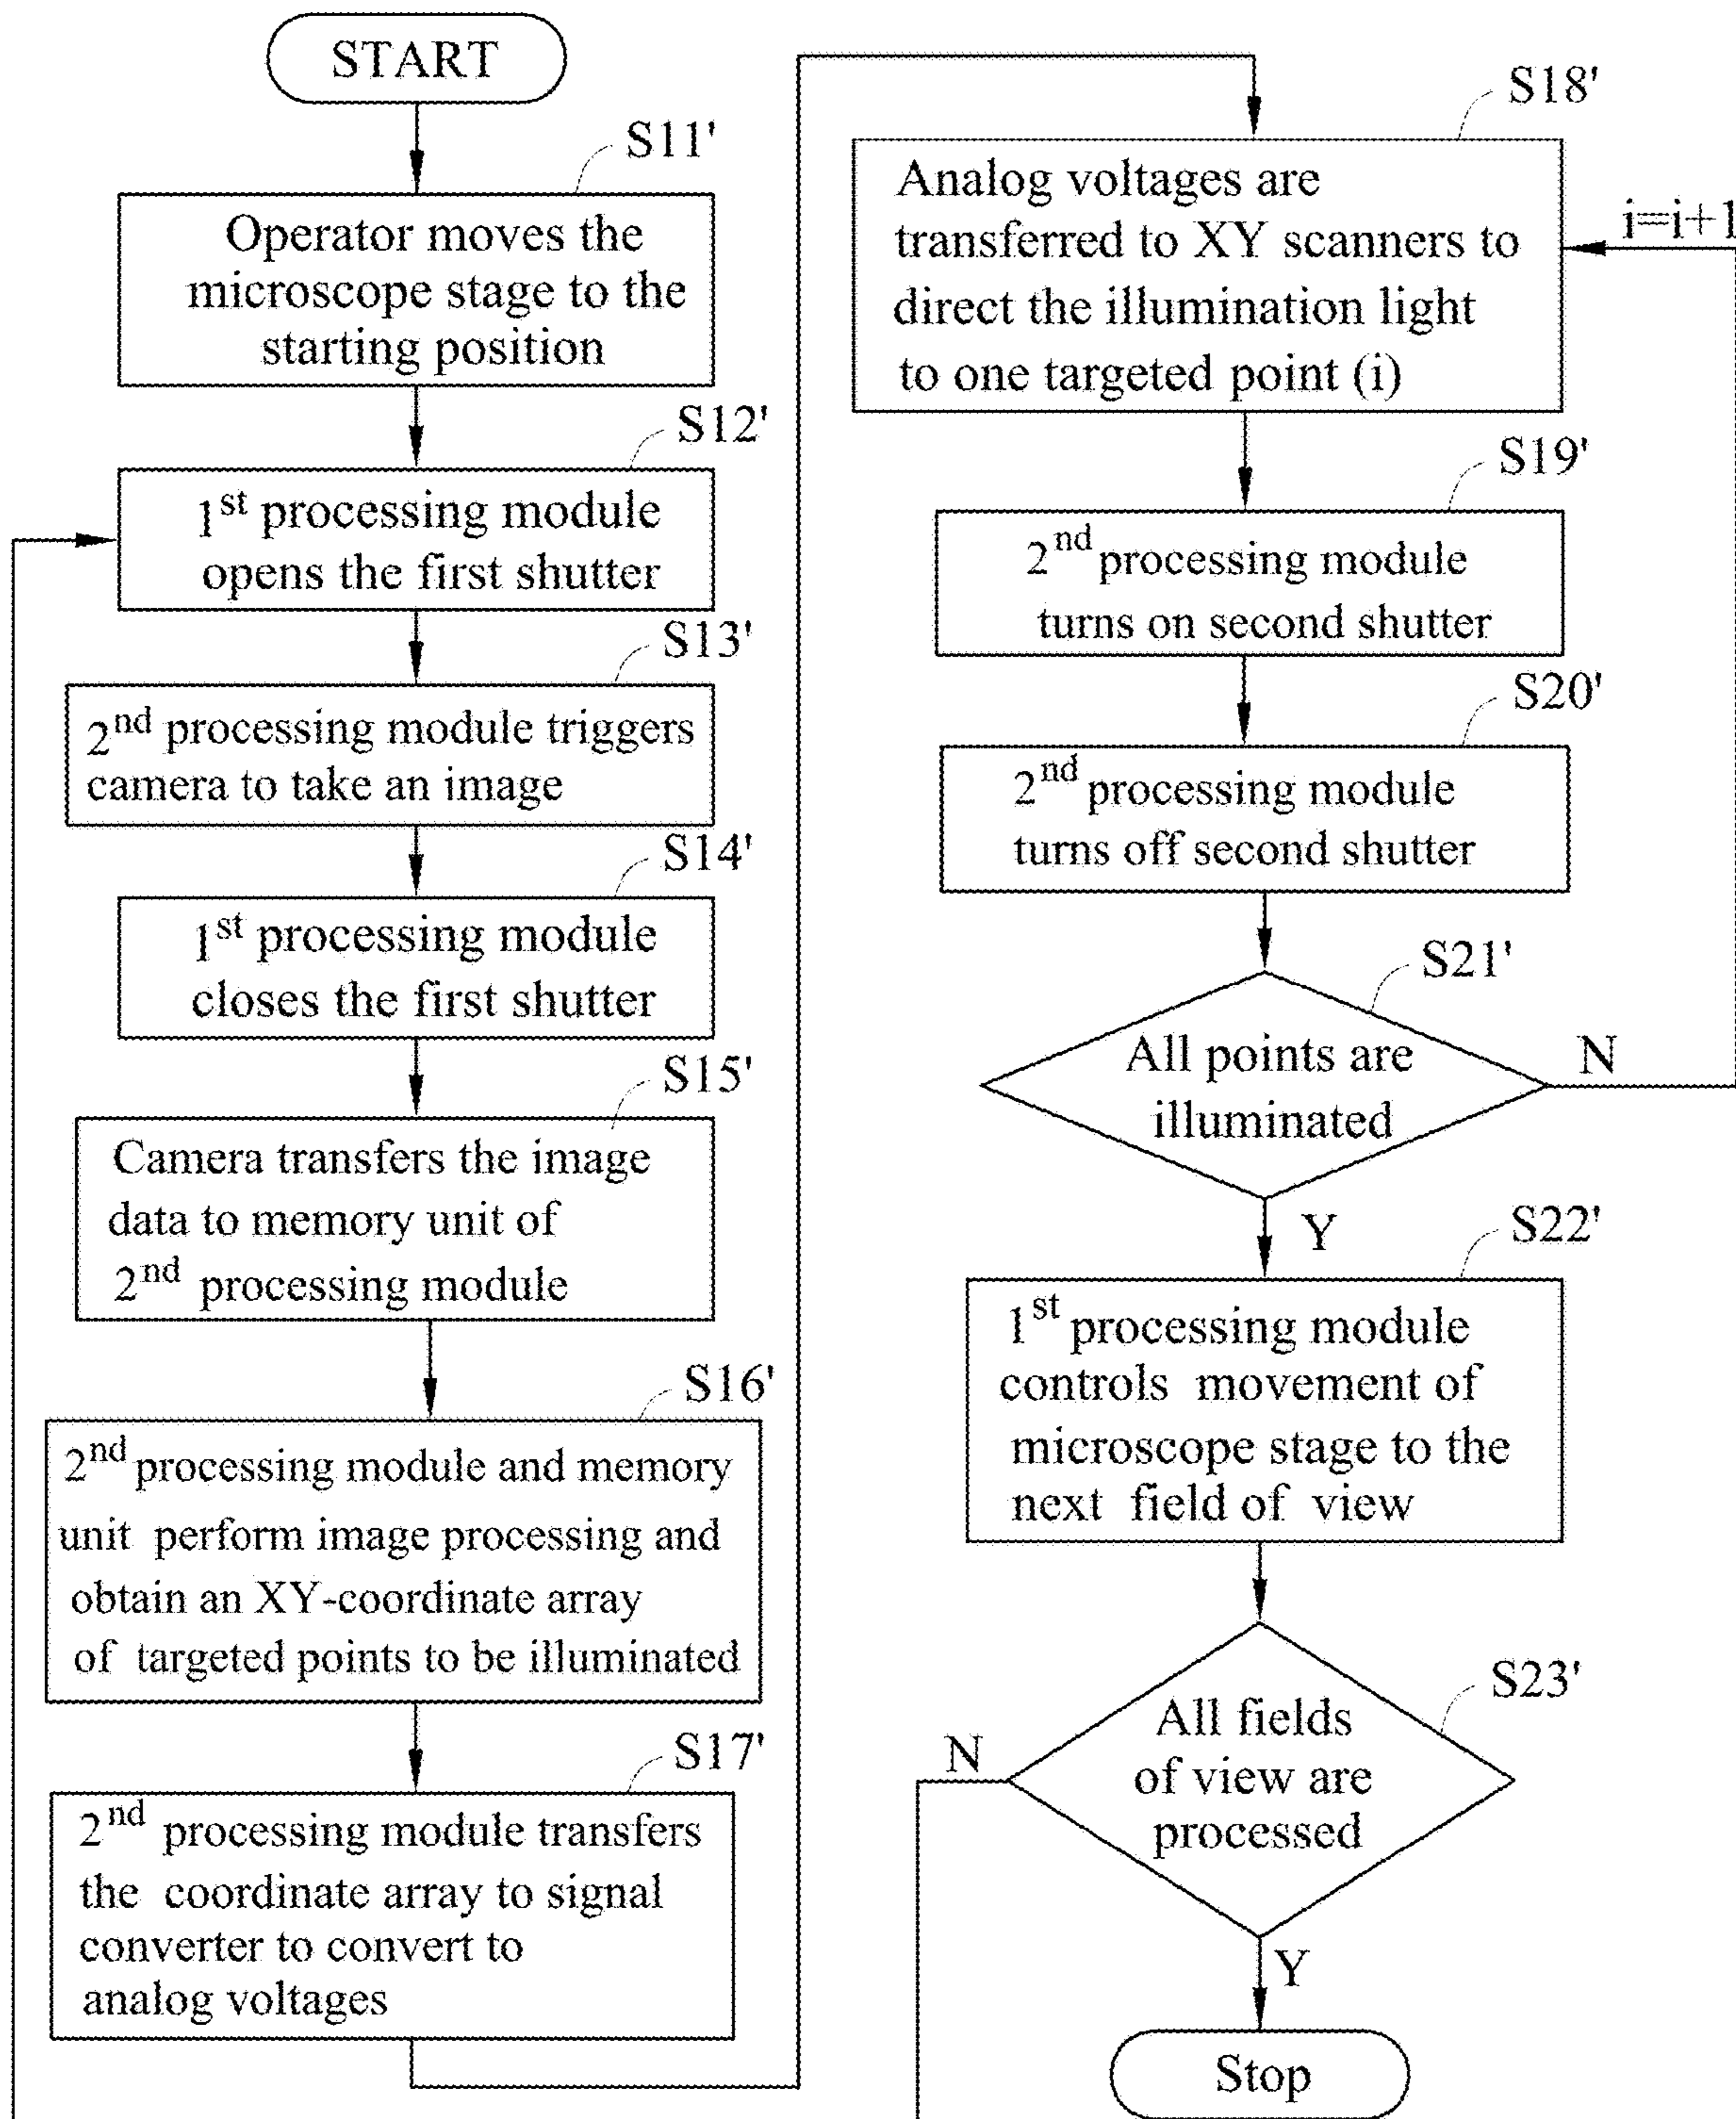 START
S11'
Operator moves the
microscope stage to the
starting position
S12'
1st processing module
opens the first shutter
S13'
2nd processing module triggers
camera to take an image
S14'
1st processing module
closes the first shutter
S15'
Camera transfers the image
data to memory unit of
2nd processing module
S16'
2nd processing module and memory
unit perform image processing and
obtain an XY-coordinate array
of targeted points to be illuminated
S17'
2nd processing module transfers
the coordinate array to signal
converter to convert to
analog voltages
S18'
Analog voltages are
transferred to XY scanners to
direct the illumination light
to one targeted point (i)
i=i+1
S19'
2nd processing module
turns on second shutter
S20'
2nd processing module
turns off second shutter
S21'
All points are
illuminated
N
Y
S22'
1st processing module
controls movement of
microscope stage to the
next field of view
S23'
All fields
of view are
processed
N
Y
Stop